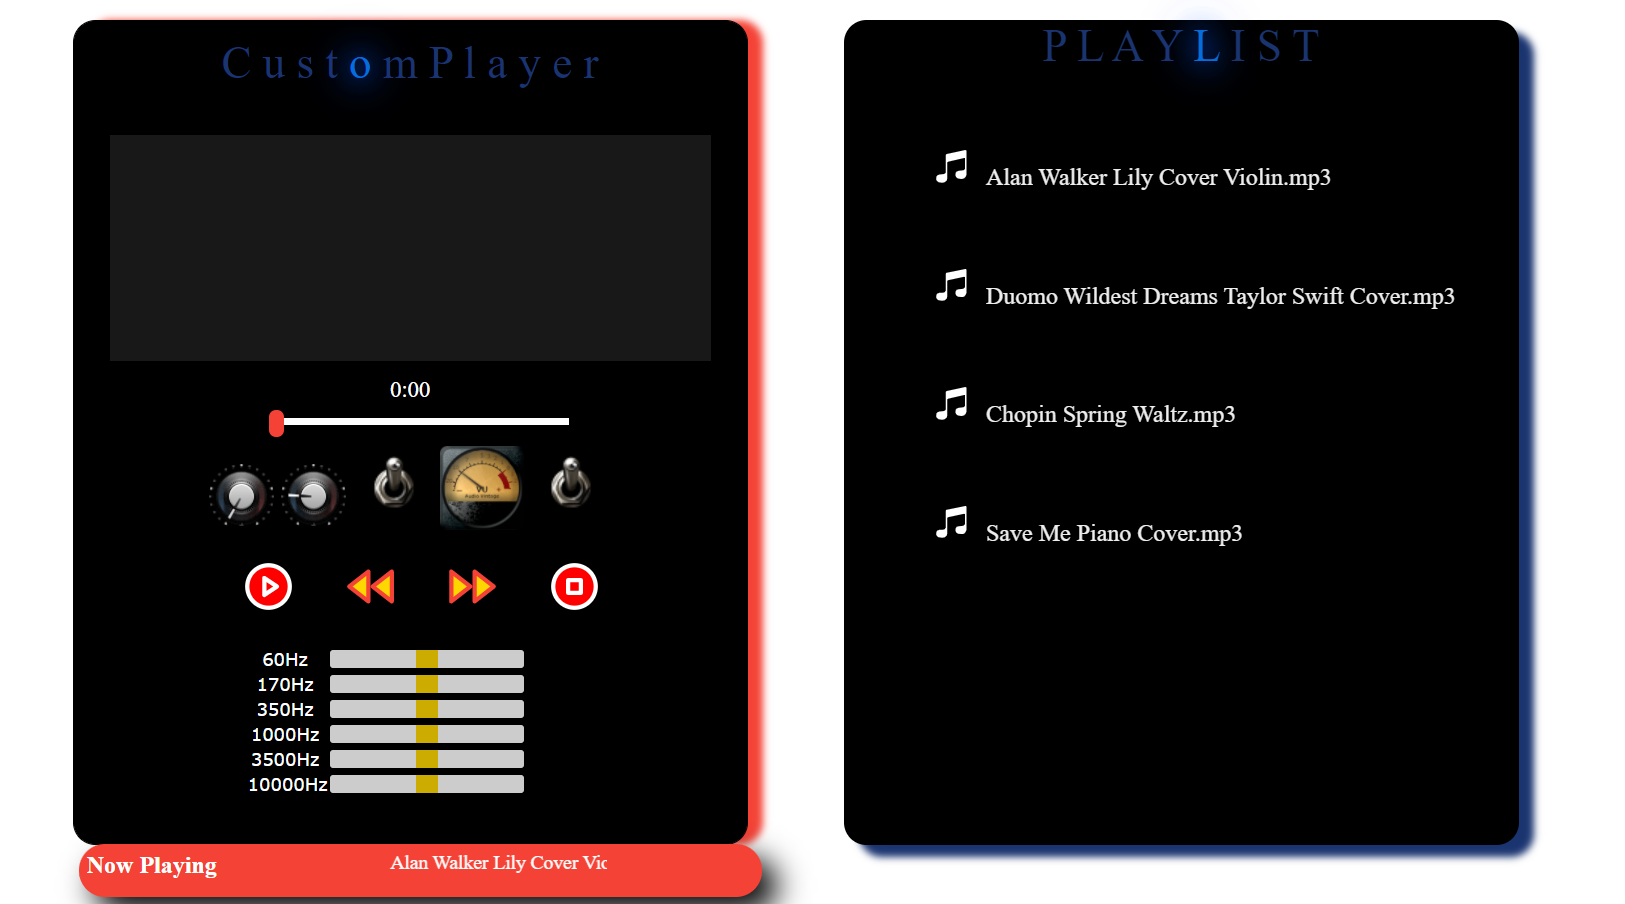 CustomPlayer
0:00
VU
60Hz
170Hz
350Hz
1000Hz
3500Hz
10000Hz
Now Playing
Alan Walker Lily Cover Vio
PLAYLIST
Alan Walker Lily Cover Violin.mp3
Duomo Wildest Dreams Taylor Swift Cover.mp3
Chopin Spring Waltz.mp3
Save Me Piano Cover.mp3